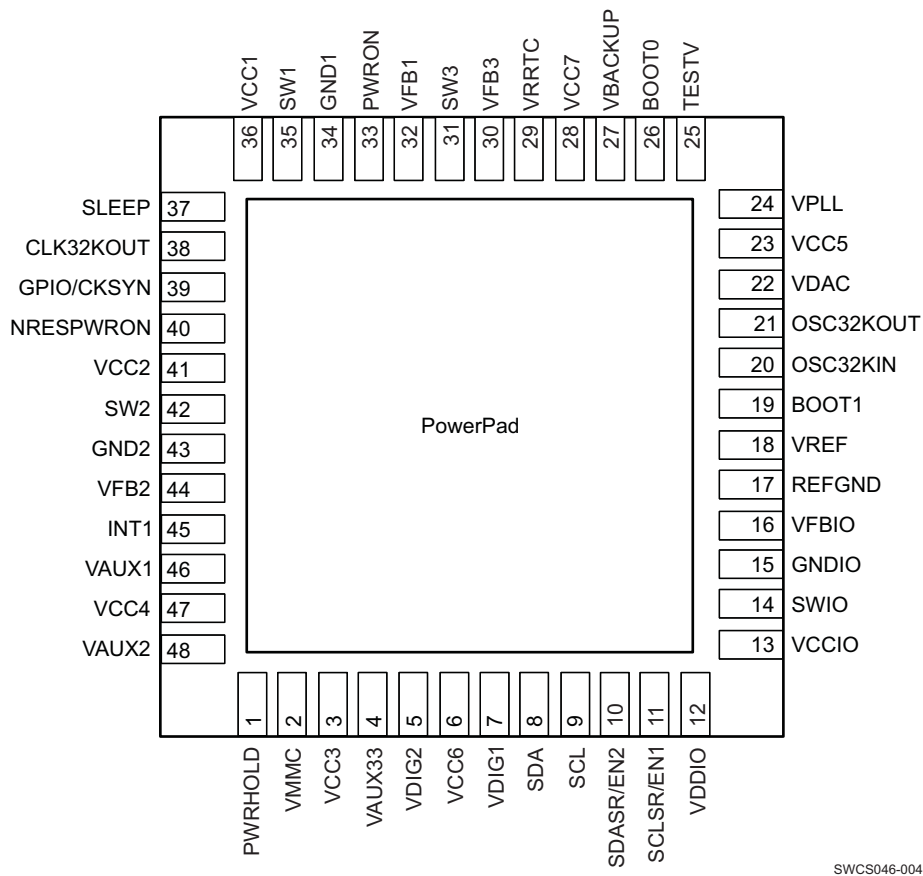 VCC1
SW1
GND1
PWRON
VFB1
SW3
VFB3
VRRTC
VCC7
VBACKUP
BOOT0
TESTV
36
35
34
33
32
31
30
29
28
27
26
25
SLEEP 37
CLK32KOUT 38
GPIO/CKSYN 39
NRESPWRON 40
VCC2 41
SW2 42
GND2 43
VFB2 44
INT1 45
VAUX1 46
VCC4 47
VAUX2 48
PowerPad
24 VPLL
23 VCC5
22 VDAC
21 OSC32KOUT
20 OSC32KIN
19 BOOT1
18 VREF
17 REFGND
16 VFBIO
15 GNDIO
14 SWIO
13 VCCIO
1
2
3
4
5
6
7
8
9
10
11
12
PWRHOLD
VMMC
VCC3
VAUX33
VDIG2
VCC6
VDIG1
SDA
SCL
SDASR/EN2
SCLSR/EN1
VDDIO
SWCS046-004